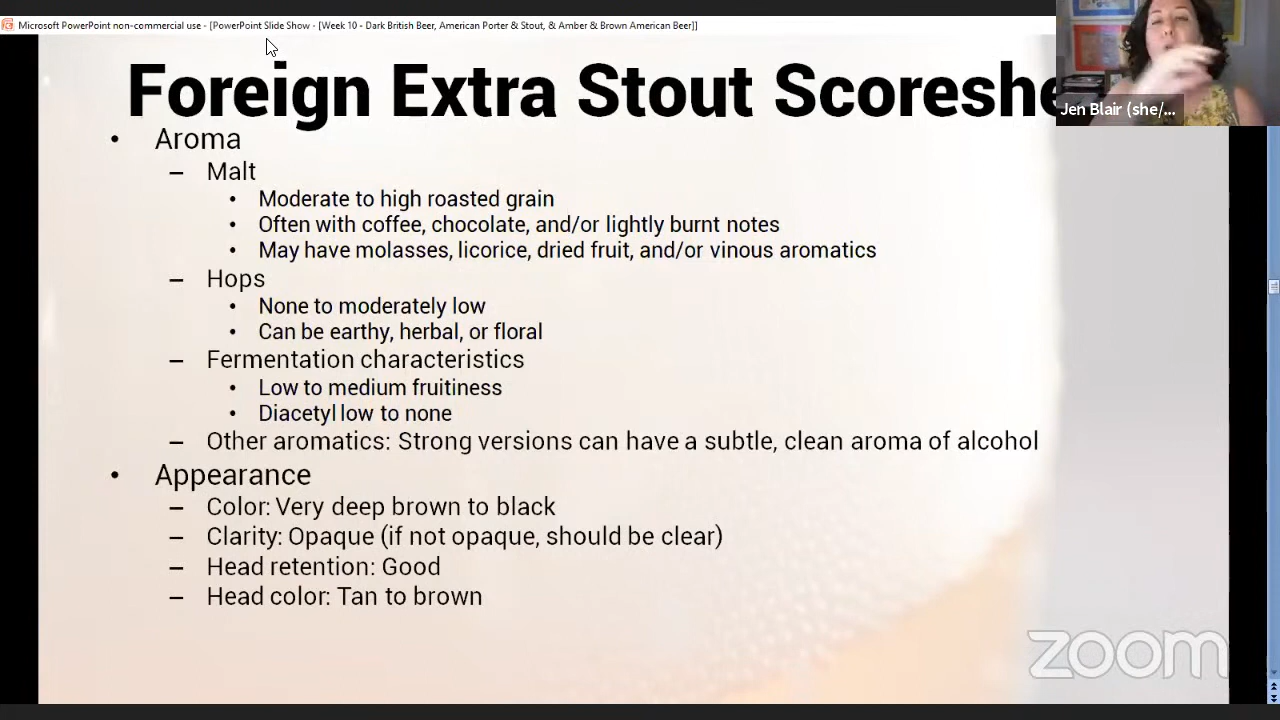 Microsoft PowerPoint non-commercial use - [PowerPoint Slide Show - [Week 10 - Dark British Beer, American Porter & Stout, & Amber & Brown American Beer]]
Foreign Extra Stout Scoreshe
Jen Blair (she/...
• Aroma
– Malt
• Moderate to high roasted grain
• Often with coffee, chocolate, and/or lightly burnt notes
• May have molasses, licorice, dried fruit, and/or vinous aromatics
– Hops
• None to moderately low
• Can be earthy, herbal, or floral
– Fermentation characteristics
• Low to medium fruitiness
• Diacetyl low to none
– Other aromatics: Strong versions can have a subtle, clean aroma of alcohol
• Appearance
– Color: Very deep brown to black
– Clarity: Opaque (if not opaque, should be clear)
– Head retention: Good
– Head color: Tan to brown
zoom